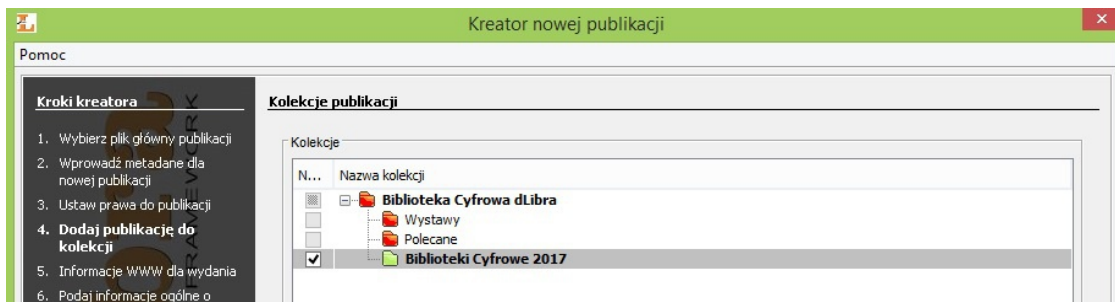 Kreator nowej publikacji
Pomoc
Kroki kreatora
1. Wybierz plik główny publikacji
2. Wprowadź metadane dla
nowej publikacji
3. Ustaw prawa do publikacji
4. Dodaj publikację do
kolekcji
5. Informacje WWW dla wydania
6. Podaj informacje ogólne o
FRAMEWORK
Kolekcje publikacji
Kolekcje
N... Nazwa kolekcji
Biblioteka Cyfrowa dLibra
Wystawy
Polecane
Biblioteki Cyfrowe 2017